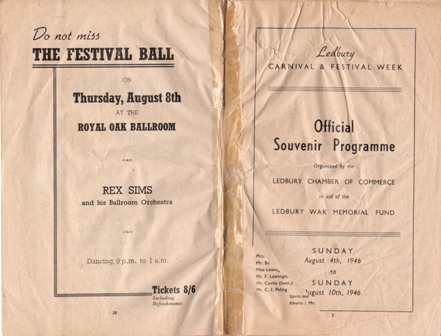 Do not miss
THE FESTIVAL BALL
ON
Thursday, August 8th
AT THE
ROYAL OAK BALLROOM
REX SIMS
and his Ballroom Orchestra
Dancing 9 p.m. to 1 a.m.
Tickets 8/6
Including
Refreshments
Ledbury
CARNIVAL & FESTIVAL WEEK
Official
Souvenir Programme
Organised by the
LEDBURY CHAMBER OF COMMERCE
in aid of the
LEDBURY WAR MEMORIAL FUND
SUNDAY
August 4th, 1946
to
SUNDAY
August 10th, 1946